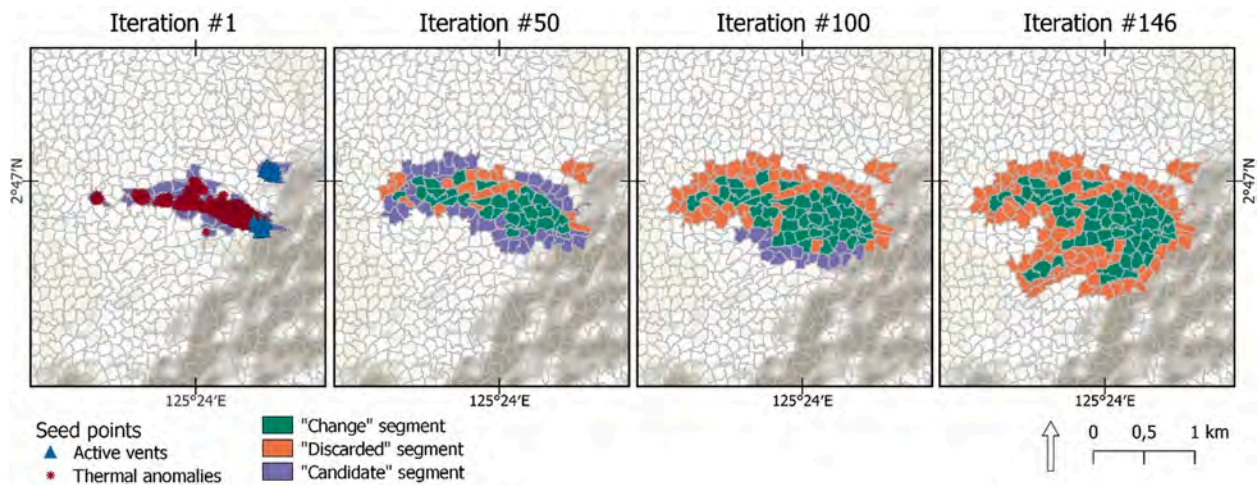 Iteration #1
Iteration #50
Iteration #100
Iteration #146
2°47'N
2°47'N
125°24'E
125°24'E
125°24'E
125°24'E
Seed points
Active vents
Thermal anomalies
"Change" segment
"Discarded" segment
"Candidate" segment
0 0,5 1 km